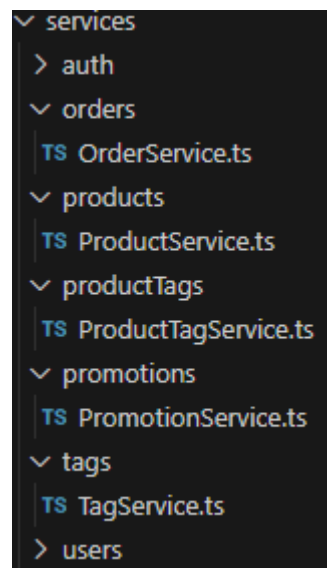 services
auth
orders
TS OrderService.ts
products
TS ProductService.ts
productTags
TS ProductTagService.ts
promotions
TS PromotionService.ts
tags
TS TagService.ts
users